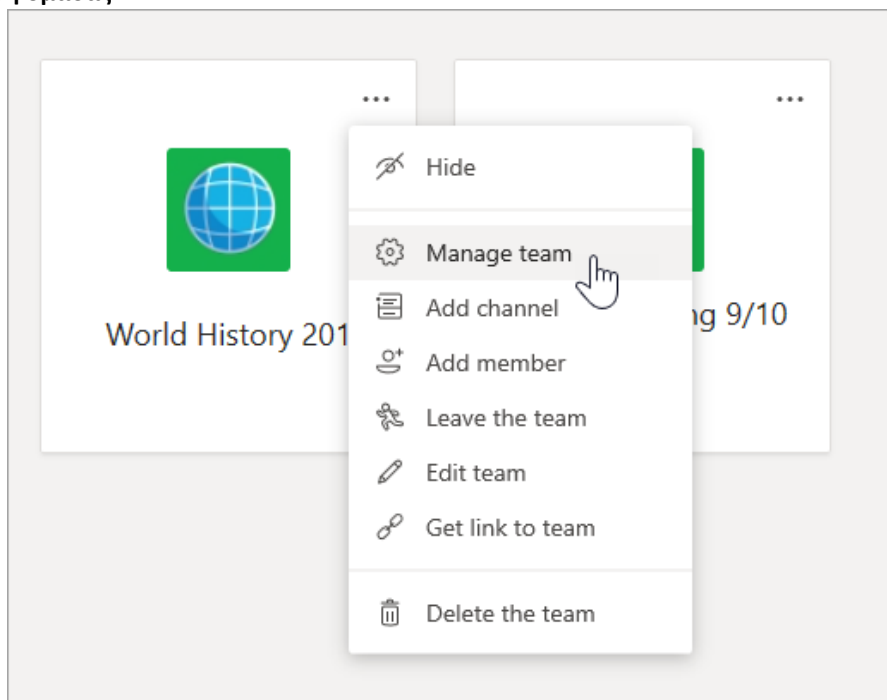 Hide
Manage team
World History 201
Add channel
ng 9/10
Add member
Leave the team
Edit team
Get link to team
Delete the team